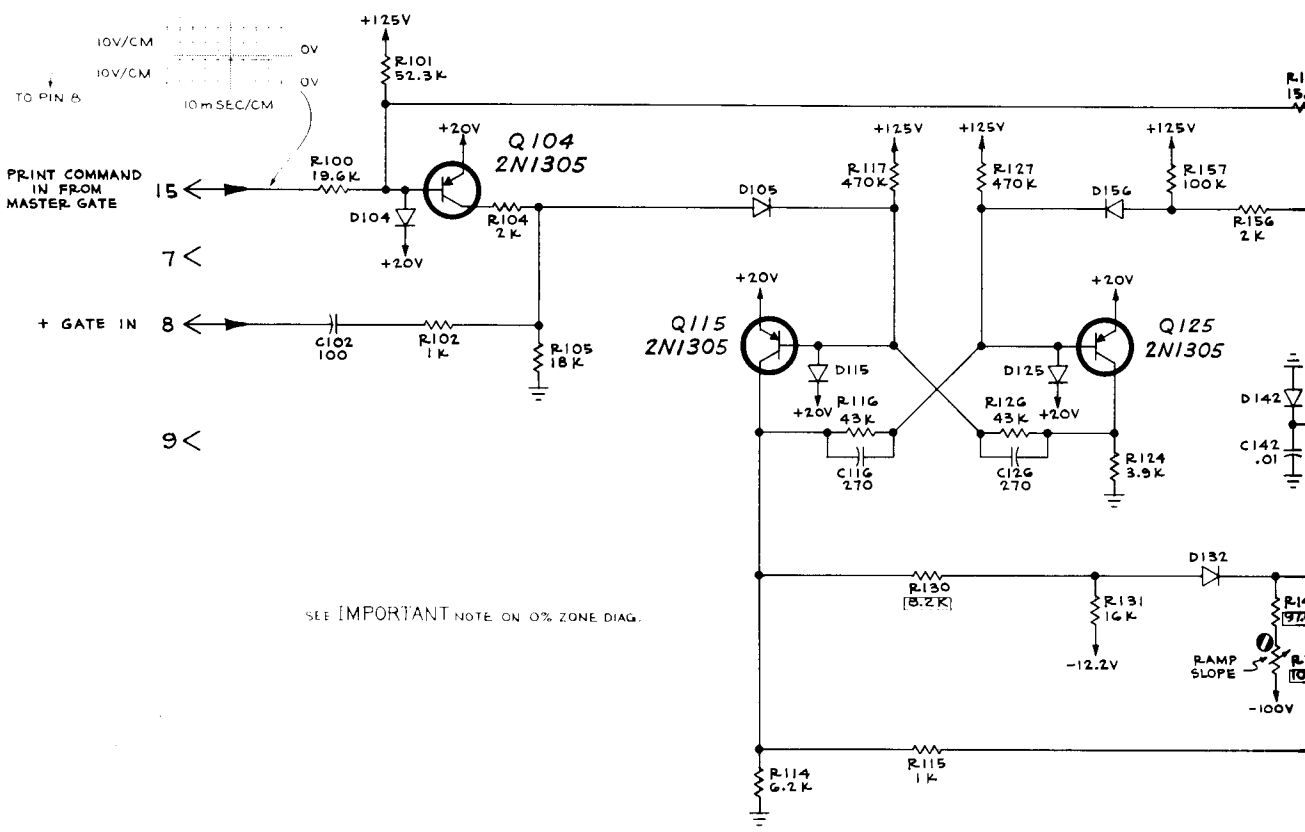 +125V
10V/CM
0V
10V/CM
0V
TO PIN 8
10 mSEC/CM
R101
52.3K
+20V
Q104
2N1305
PRINT COMMAND
IN FROM
MASTER GATE
15
R100
19.6K
D104
+20V
R104
2K
D105
+125V
+125V
+125V
R117
470K
R127
470K
D156
R157
100K
R156
2K
7
+ GATE IN
8
C102
100
R102
1K
R105
18K
+20V
Q115
2N1305
D115
+20V
+20V
Q125
2N1305
D125
+20V
R116
43K
C116
270
R126
43K
C126
270
R124
3.9K
D142
C142
.01
9
D132
R130
8.2K
R131
16K
-12.2V
SEE IMPORTANT NOTE ON 0% ZONE DIAG.
RAMP
SLOPE
-100V
R115
1K
R114
6.2K